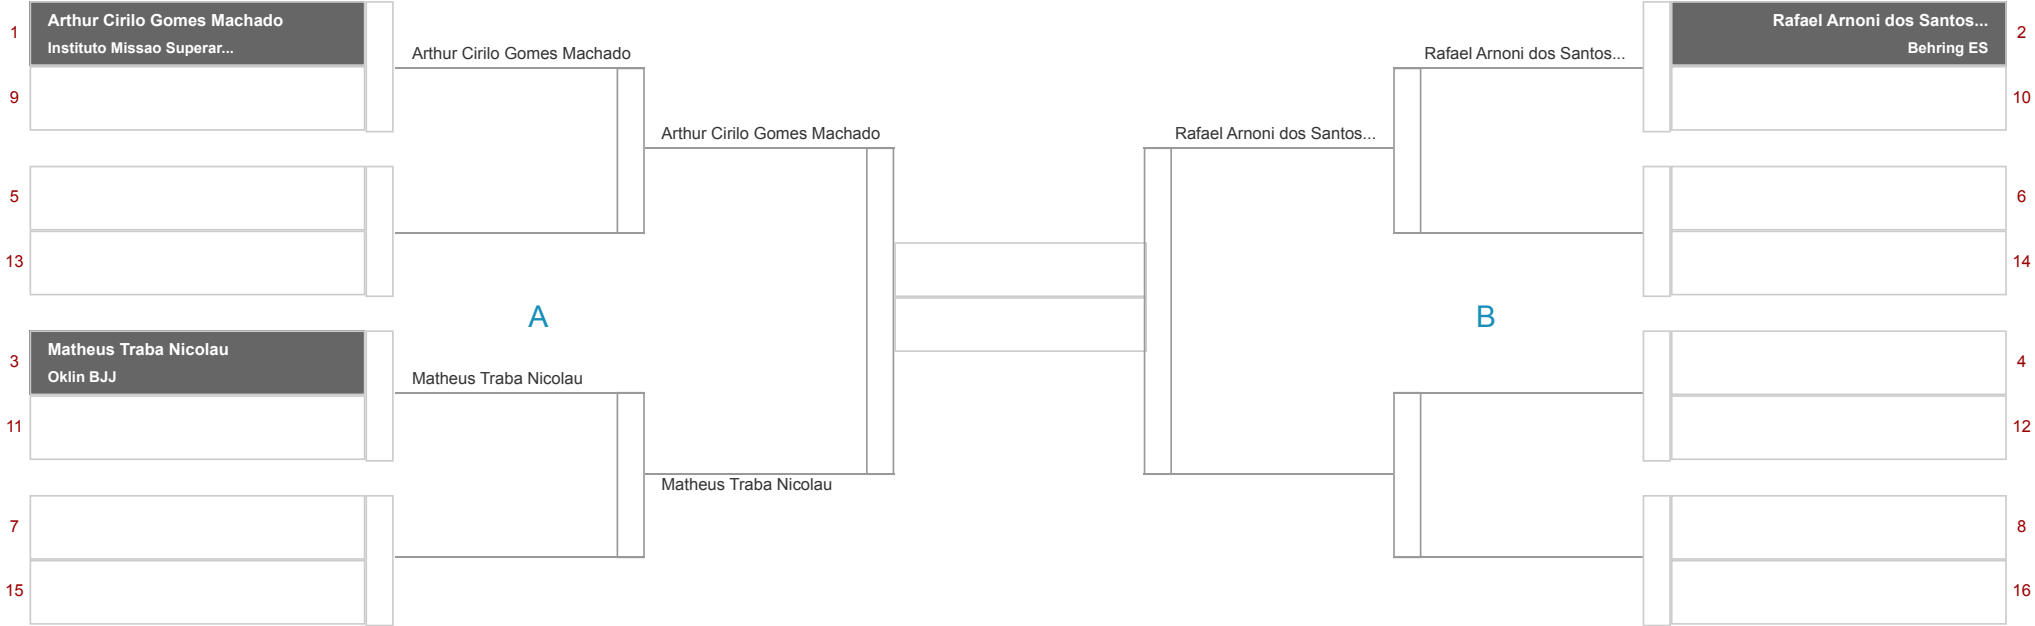 1
Arthur Cirilo Gomes Machado
Instituto Missao Superar...
9
5
13
3
Matheus Traba Nicolau
Oklin BJJ
11
7
15
Arthur Cirilo Gomes Machado
Matheus Traba Nicolau
A
Arthur Cirilo Gomes Machado
Matheus Traba Nicolau
Rafael Arnoni dos Santos...
Rafael Arnoni dos Santos...
B
Rafael Arnoni dos Santos...
Behring ES
2
10
6
14
4
12
8
16